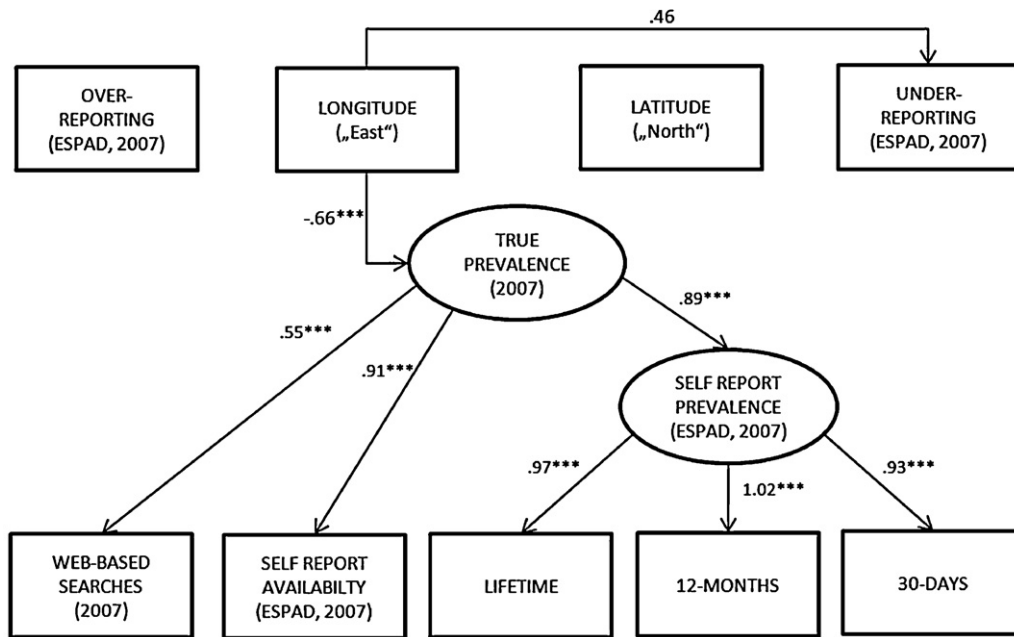 .46
OVER-
REPORTING
(ESPAD, 2007)
LONGITUDE
(„East“)
LATITUDE
(„North“)
UNDER-
REPORTING
(ESPAD, 2007)
-.66***
TRUE
PREVALENCE
(2007)
.89***
.55***
.91***
SELF REPORT
PREVALENCE
(ESPAD, 2007)
.97***
1.02***
.93***
WEB-BASED
SEARCHES
(2007)
SELF REPORT
AVAILABILTY
(ESPAD, 2007)
LIFETIME
12-MONTHS
30-DAYS